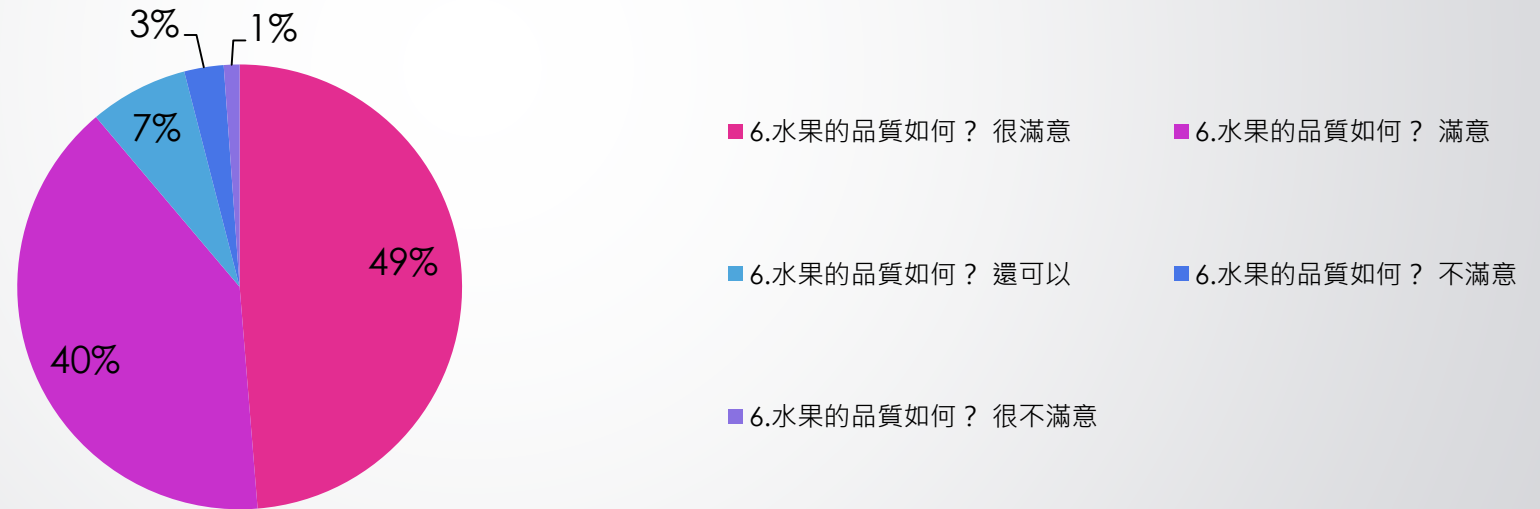 3%
1%
7%
49%
40%
6.水果的品質如何？ 很滿意
6.水果的品質如何？ 滿意
6.水果的品質如何？ 還可以
6.水果的品質如何？ 不滿意
6.水果的品質如何？ 很不滿意